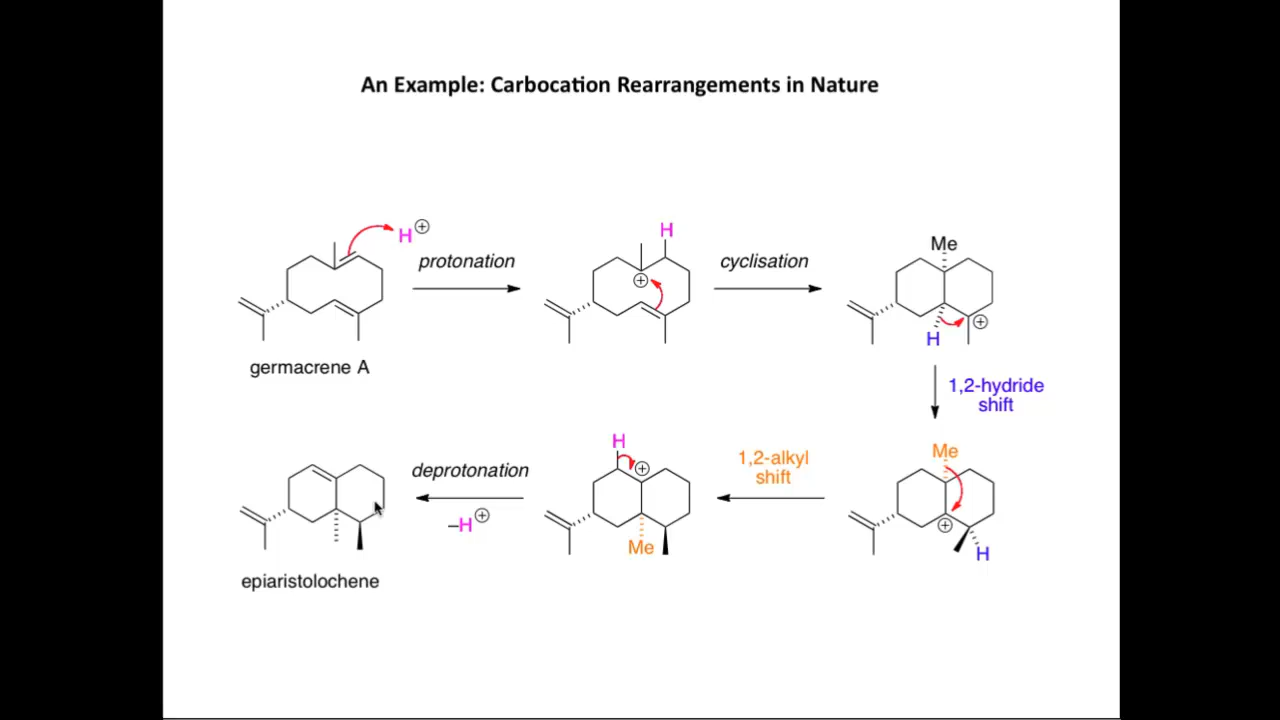 An Example: Carbocation Rearrangements in Nature
H⊕
protonation
H
⊕
cyclisation
Me
⊕
H
germacrene A
1,2-hydride
shift
Me
⊕
H
1,2-alkyl
shift
H
⊕
Me
deprotonation
–H⊕
epiaristolochene